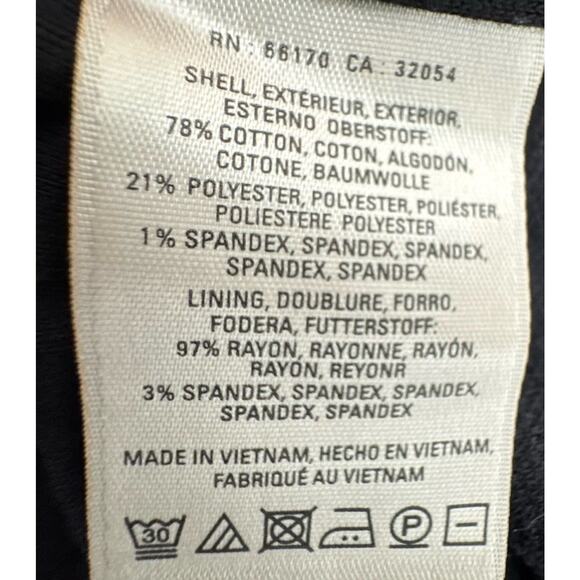 RN : 66170 CA : 32054
SHELL, EXTÉRIEUR, EXTERIOR,
ESTERNO OBERSTOFF:
78% COTTON, COTON, ALGODÓN,
COTONE, BAUMWOLLE
21% POLYESTER, POLYESTER, POLIÉSTER,
POLIESTERE POLYESTER
1% SPANDEX, SPANDEX, SPANDEX,
SPANDEX, SPANDEX
LINING, DOUBLURE, FORRO,
FODERA, FUTTERSTOFF:
97% RAYON, RAYONNE, RAYÓN,
RAYON, REYONR
3% SPANDEX, SPANDEX, SPANDEX,
SPANDEX, SPANDEX
MADE IN VIETNAM, HECHO EN VIETNAM,
FABRIQUÉ AU VIETNAM
30 P